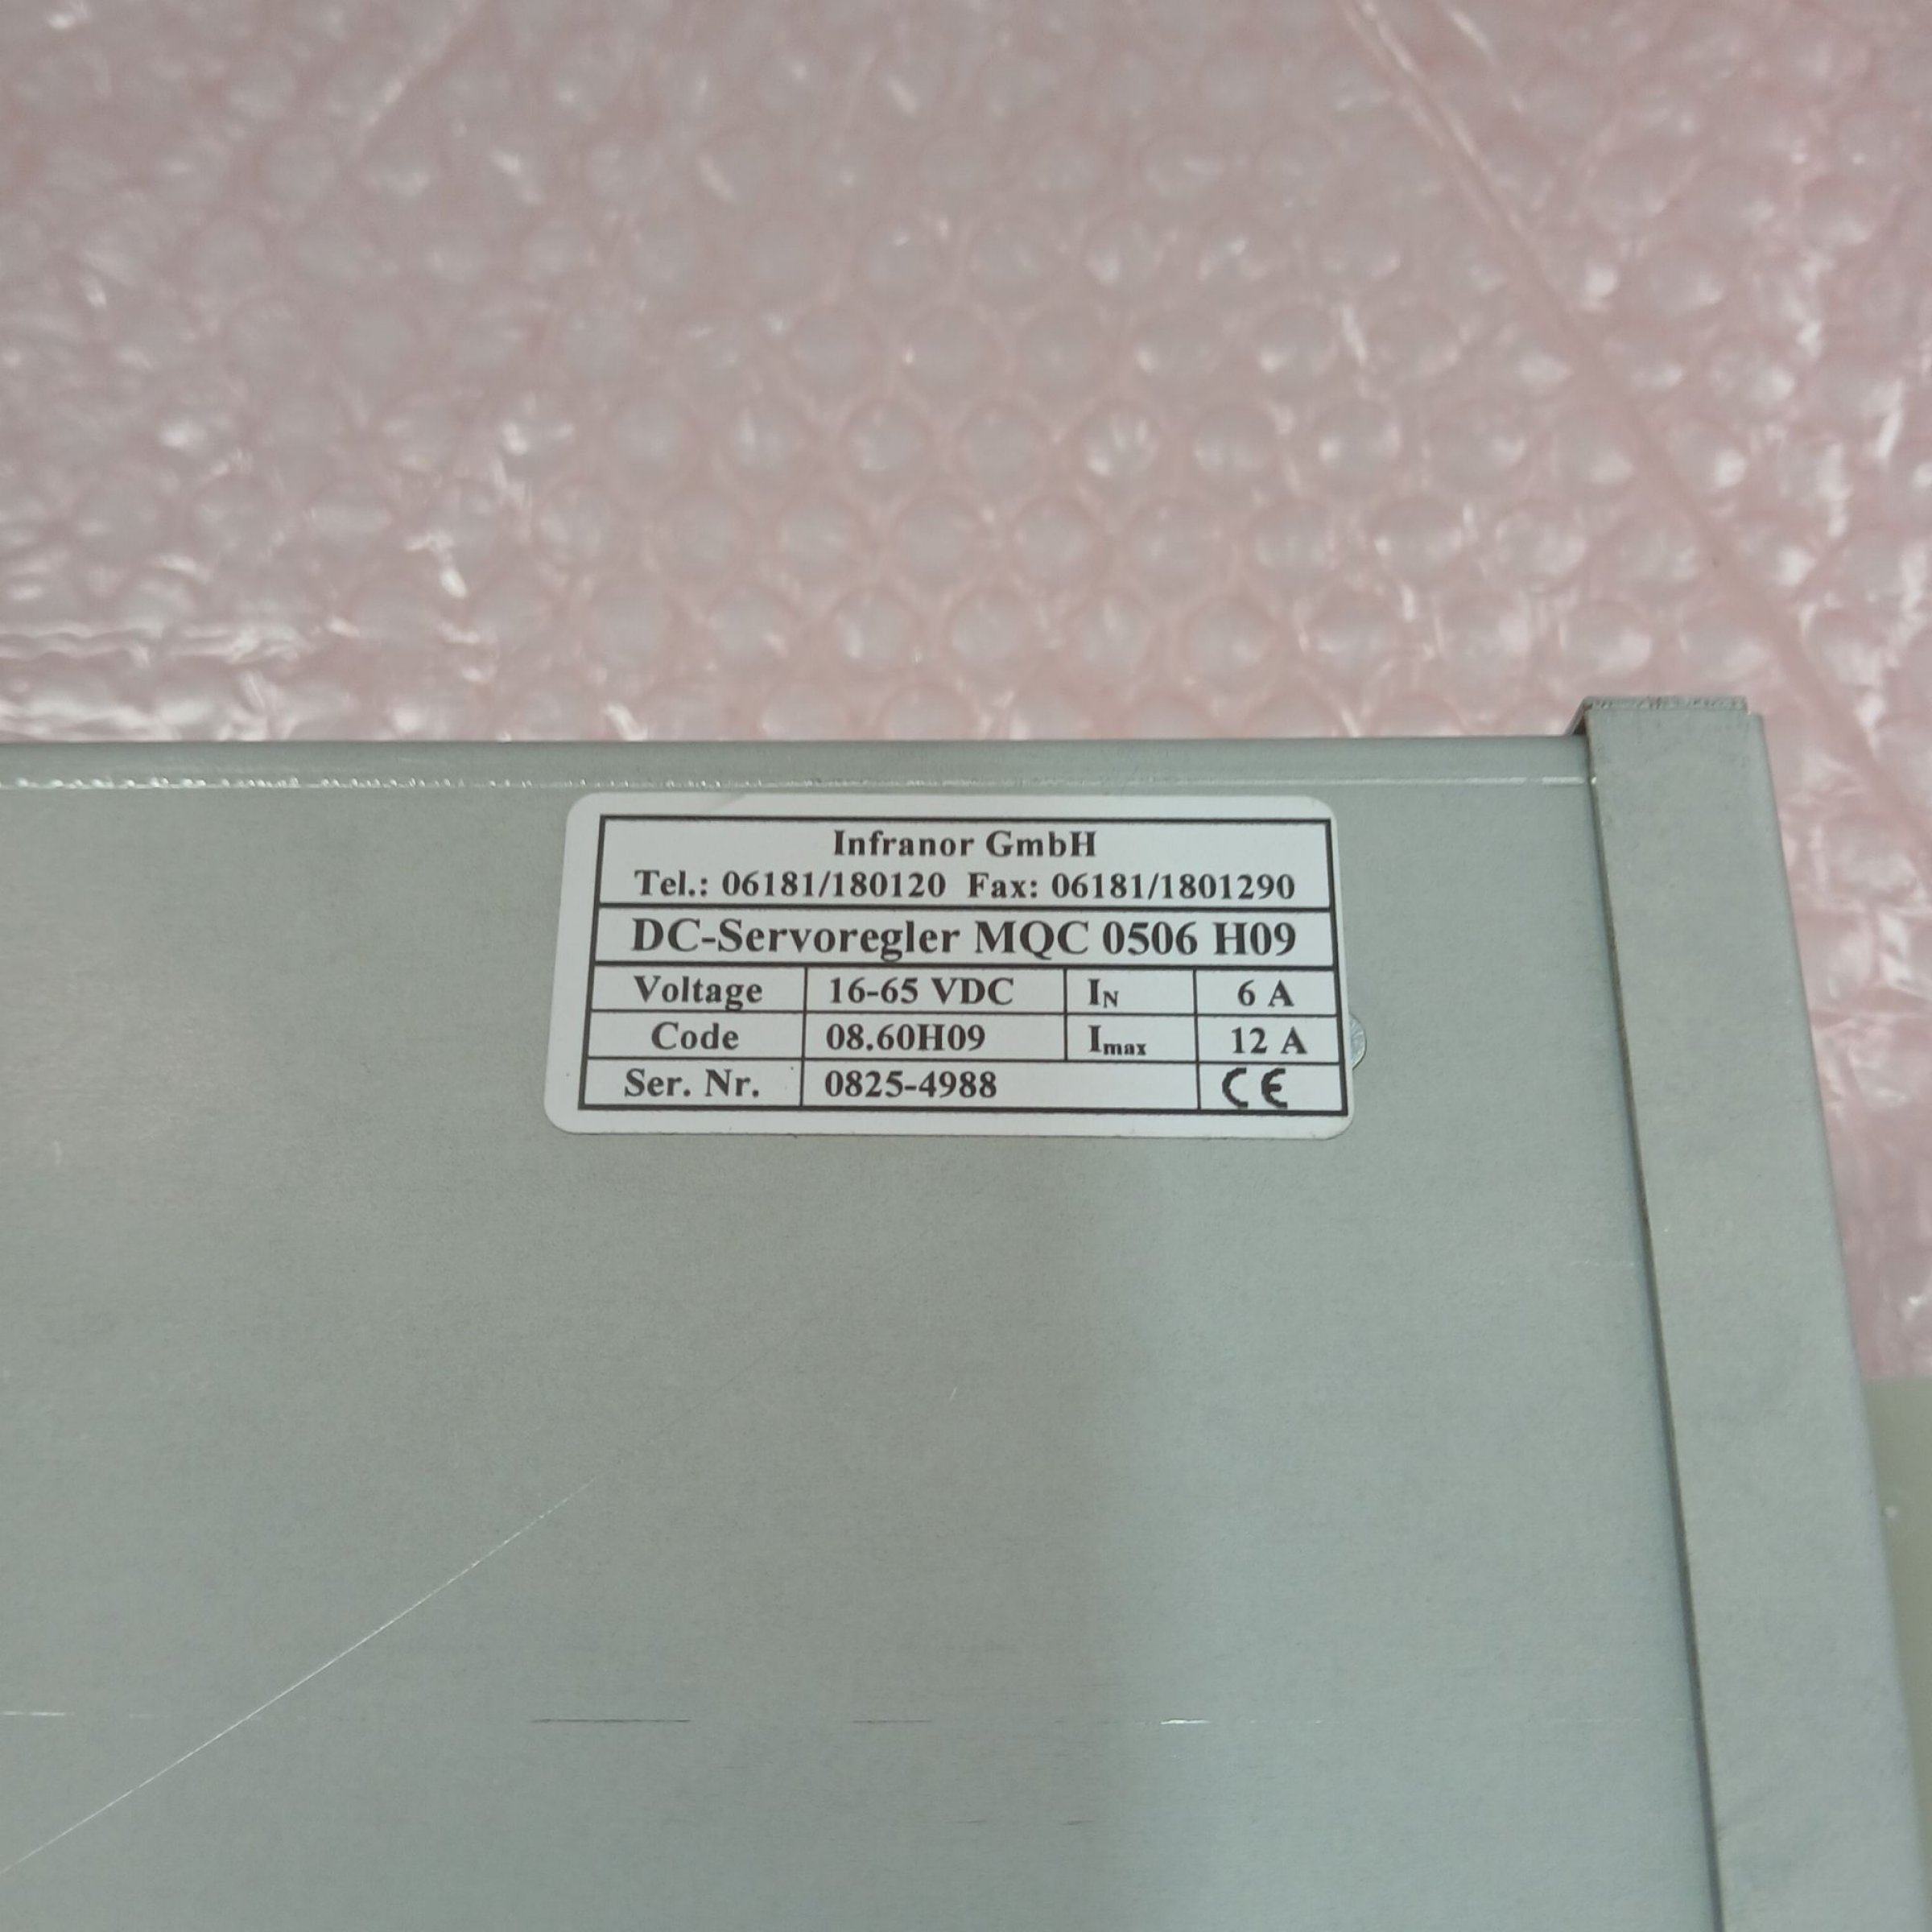 Infranor GmbH
Tel.: 06181/180120 Fax: 06181/1801290
DC-Servoregler MQC 0506 H09
Voltage 16-65 VDC IN 6 A
Code 08.60H09 Imax 12 A
Ser. Nr. 0825-4988 CE